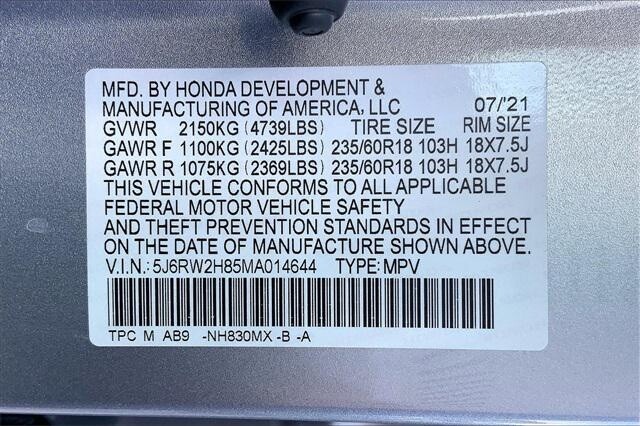 MFD. BY HONDA DEVELOPMENT &
MANUFACTURING OF AMERICA, LLC 07/'21
GVWR 2150KG (4739LBS) TIRE SIZE RIM SIZE
GAWR F 1100KG (2425LBS) 235/60R18 103H 18X7.5J
GAWR R 1075KG (2369LBS) 235/60R18 103H 18X7.5J
THIS VEHICLE CONFORMS TO ALL APPLICABLE
FEDERAL MOTOR VEHICLE SAFETY
AND THEFT PREVENTION STANDARDS IN EFFECT
ON THE DATE OF MANUFACTURE SHOWN ABOVE.
V.I.N.: 5J6RW2H85MA014644 TYPE: MPV
TPC M AB9 -NH830MX -B -A